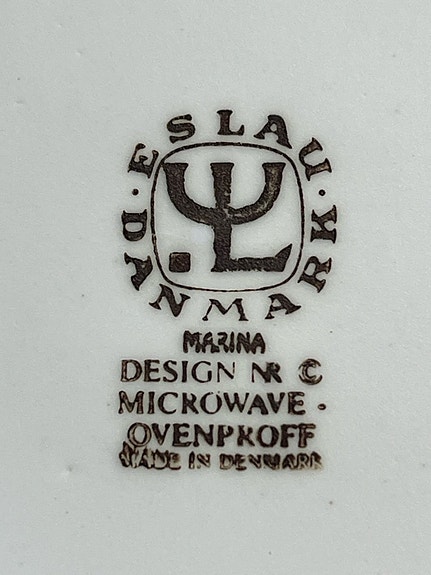 ESLAU · DANMARK ·
MARINA
DESIGN NR ©
MICROWAVE -
OVENPROFF
MADE IN DENMARK